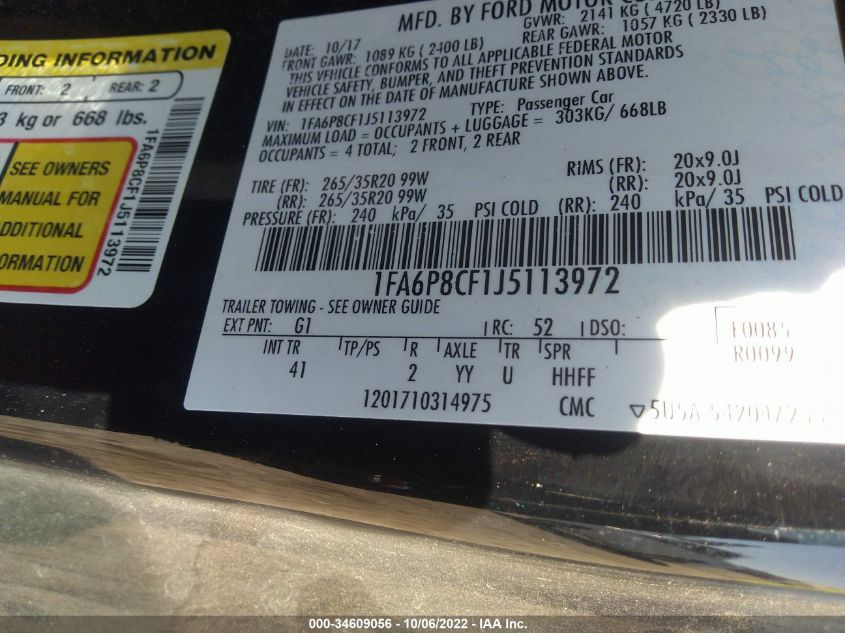 DING INFORMATION
FRONT: 2 REAR: 2
3 kg or 668 lbs.
SEE OWNERS
MANUAL FOR
DDITIONAL
ORMATION
1FA6P8CF1J5113972
MFD. BY FORD MOTOR CO
DATE: 10/17 GVWR: 2141 KG ( 4720 LB)
FRONT GAWR: 1089 KG ( 2400 LB) REAR GAWR: 1057 KG ( 2330 LB)
THIS VEHICLE CONFORMS TO ALL APPLICABLE FEDERAL MOTOR
VEHICLE SAFETY, BUMPER, AND THEFT PREVENTION STANDARDS
IN EFFECT ON THE DATE OF MANUFACTURE SHOWN ABOVE.
VIN: 1FA6P8CF1J5113972 TYPE: Passenger Car
MAXIMUM LOAD = OCCUPANTS + LUGGAGE = 303KG/ 668LB
OCCUPANTS = 4 TOTAL; 2 FRONT, 2 REAR
TIRE (FR): 265/35R20 99W RIMS (FR): 20x9.0J
(RR): 265/35R20 99W (RR): 20x9.0J
PRESSURE (FR): 240 kPa/ 35 PSI COLD (RR): 240 kPa/ 35 PSI COLD
1FA6P8CF1J5113972
TRAILER TOWING - SEE OWNER GUIDE
EXT PNT: G1 RC: 52 DSO: F0085
R0099
INT TR TP/PS R AXLE TR SPR
41 2 YY U HHFF
1201710314975 CMC
000-34609056 - 10/06/2022 - IAA Inc.